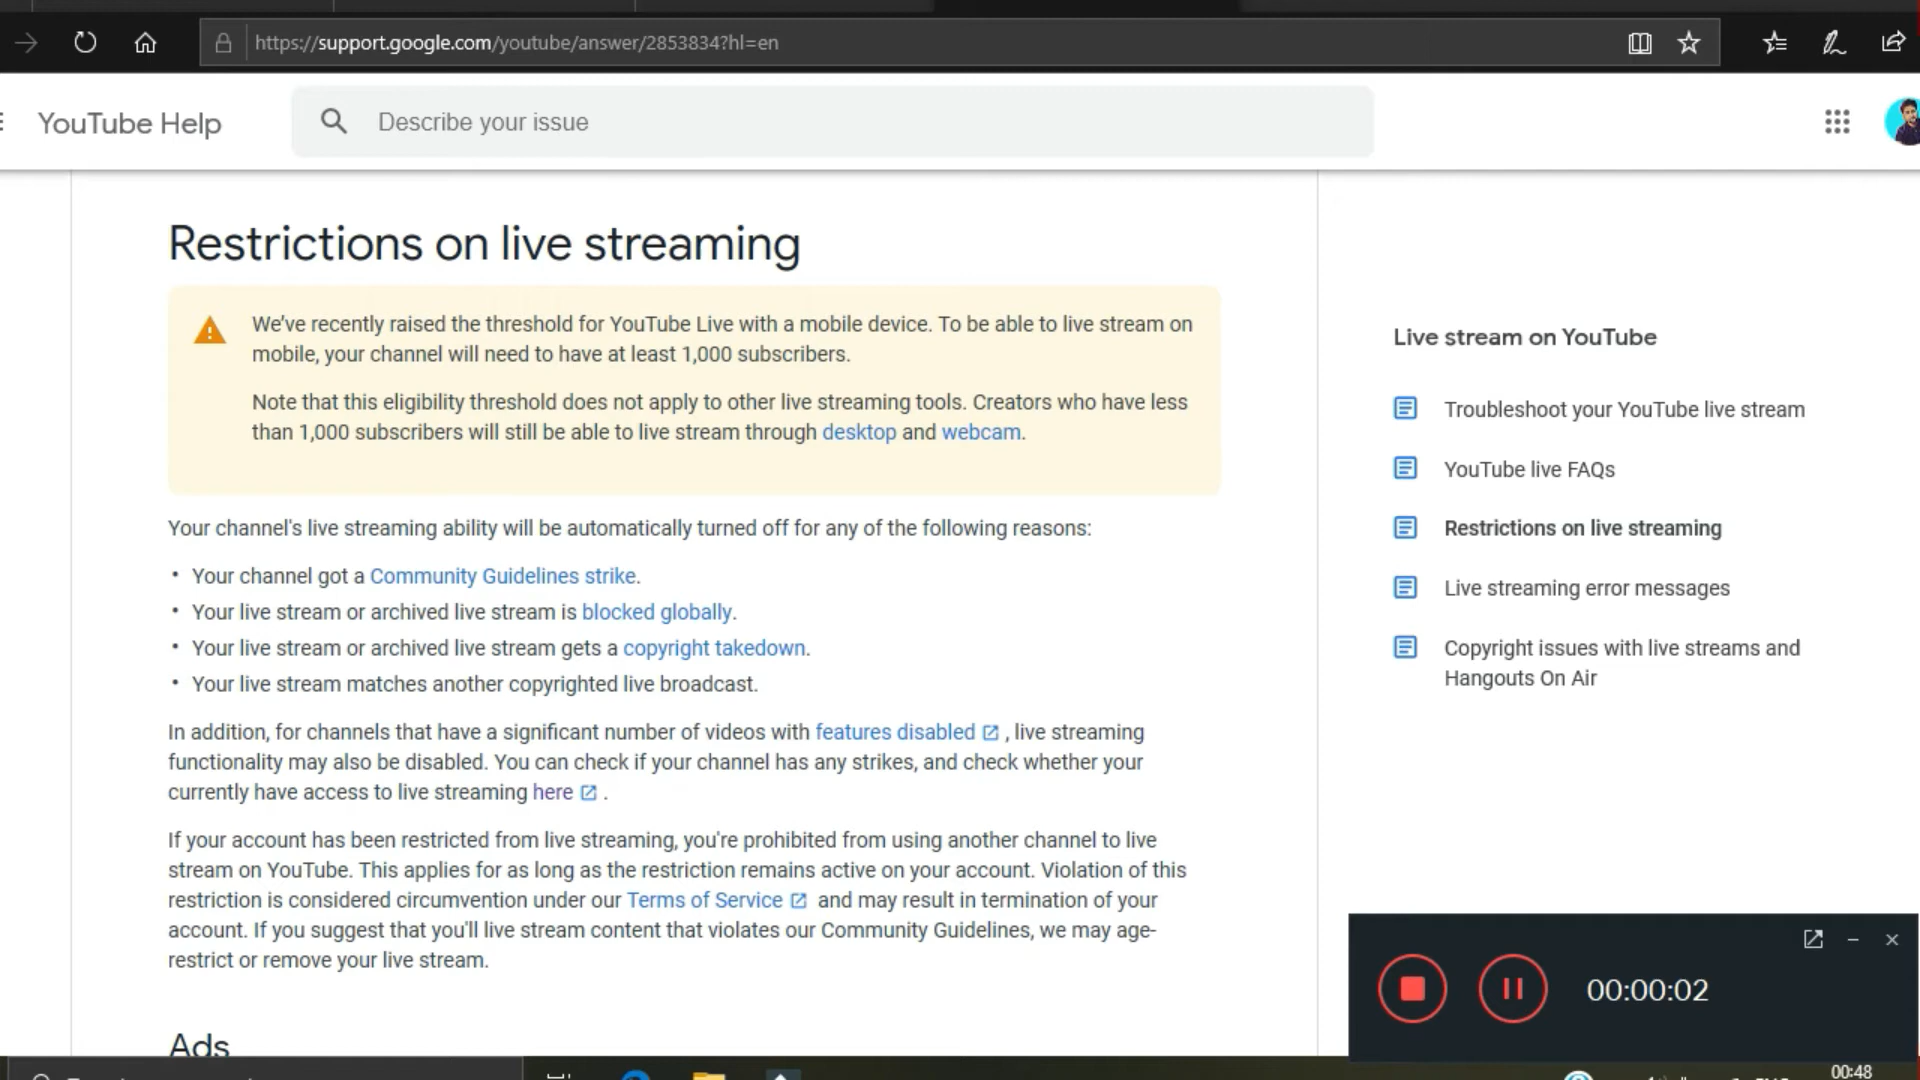 https://support.google.com/youtube/answer/2853834?hl=en
YouTube Help
Describe your issue
Restrictions on live streaming
We've recently raised the threshold for YouTube Live with a mobile device. To be able to live stream on
mobile, your channel will need to have at least 1,000 subscribers.
Note that this eligibility threshold does not apply to other live streaming tools. Creators who have less
than 1,000 subscribers will still be able to live stream through desktop and webcam.
Your channel's live streaming ability will be automatically turned off for any of the following reasons:
• Your channel got a Community Guidelines strike.
• Your live stream or archived live stream is blocked globally.
• Your live stream or archived live stream gets a copyright takedown.
• Your live stream matches another copyrighted live broadcast.
In addition, for channels that have a significant number of videos with features disabled , live streaming
functionality may also be disabled. You can check if your channel has any strikes, and check whether your
currently have access to live streaming here .
If your account has been restricted from live streaming, you're prohibited from using another channel to live
stream on YouTube. This applies for as long as the restriction remains active on your account. Violation of this
restriction is considered circumvention under our Terms of Service and may result in termination of your
account. If you suggest that you'll live stream content that violates our Community Guidelines, we may age-
restrict or remove your live stream.
Ads
Live stream on YouTube
Troubleshoot your YouTube live stream
YouTube live FAQs
Restrictions on live streaming
Live streaming error messages
Copyright issues with live streams and
Hangouts On Air
00:00:02
00:48